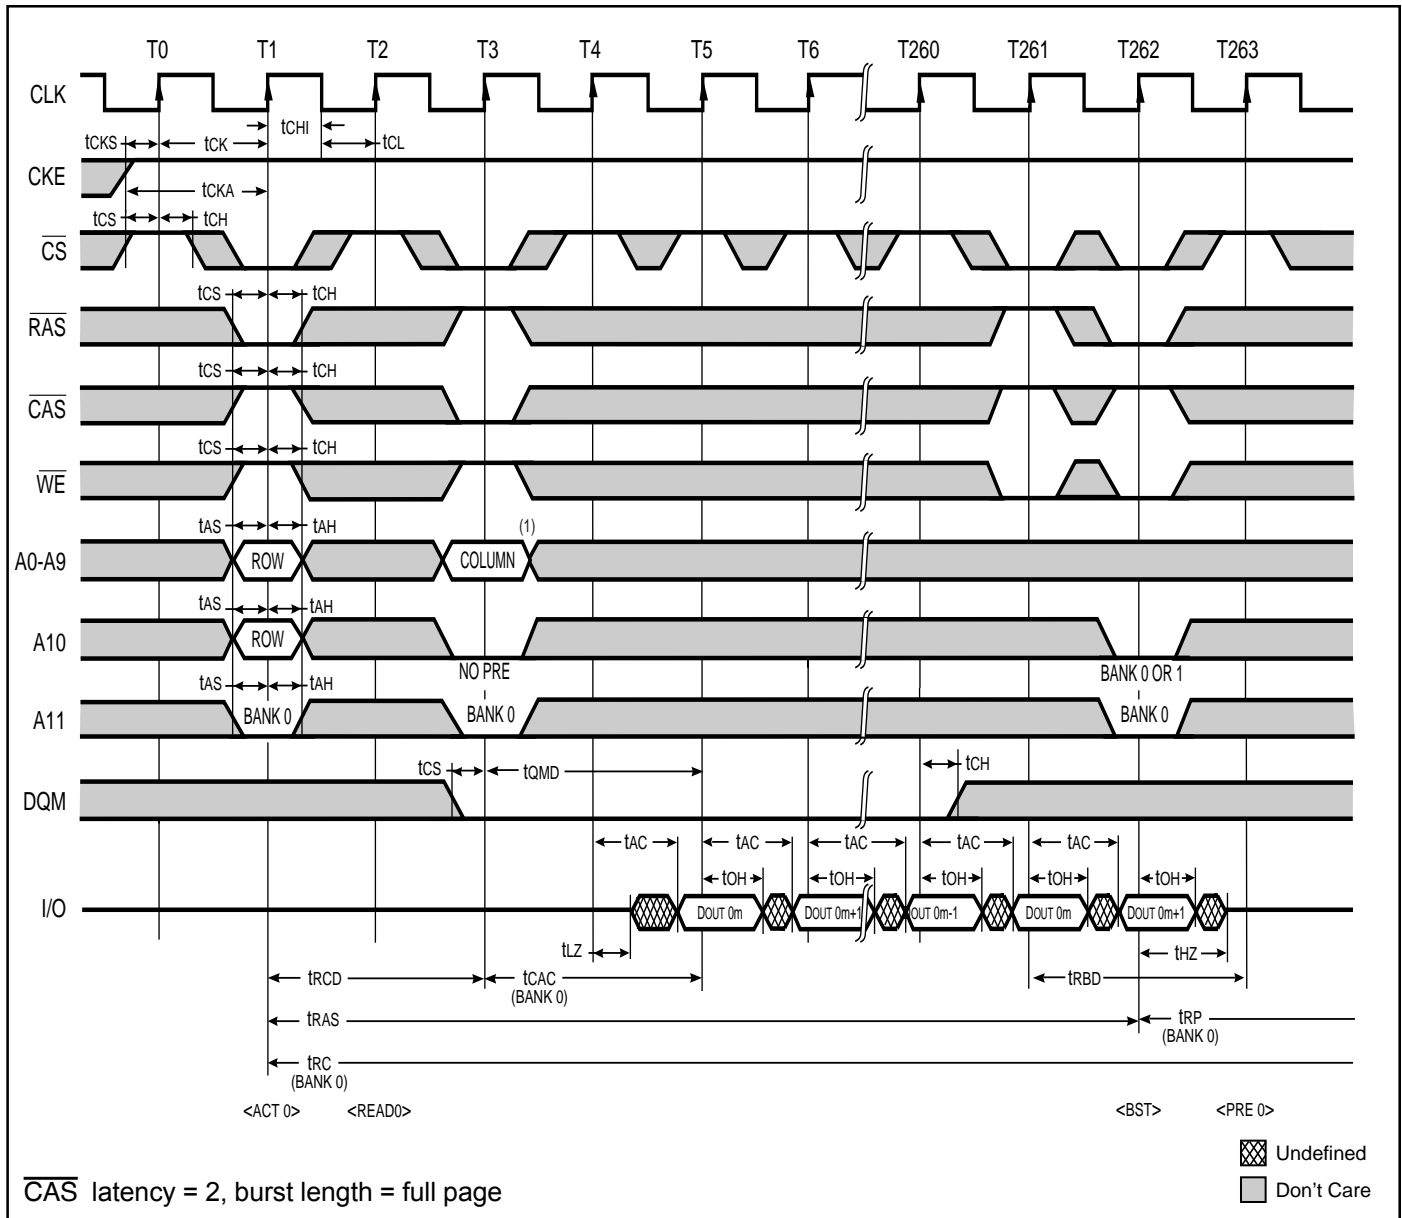 T0 T1 T2 T3 T4 T5 T6 T260 T261 T262 T263
CLK
tCHI
tCKS tCK tCL
CKE
tCKA
tCS tCH
CS
tCS tCH
RAS
tCS tCH
CAS
tCS tCH
WE
tAS tAH (1)
A0-A9 ROW COLUMN
tAS tAH
A10 ROW
NO PRE BANK 0 OR 1
tAS tAH
A11 BANK 0 BANK 0 BANK 0
tCS tQMD tCH
DQM
tAC tAC tAC tAC tAC
tOH tOH tOH tOH tOH
I/O DOUT 0m DOUT 0m+1 OUT 0m-1 DOUT 0m DOUT 0m+1
tLZ tHZ
tRCD tCAC tRBD
(BANK 0)
tRAS tRP
(BANK 0)
tRC
(BANK 0)
<ACT 0> <READ0> <BST> <PRE 0>
Undefined
CAS latency = 2, burst length = full page
Don't Care